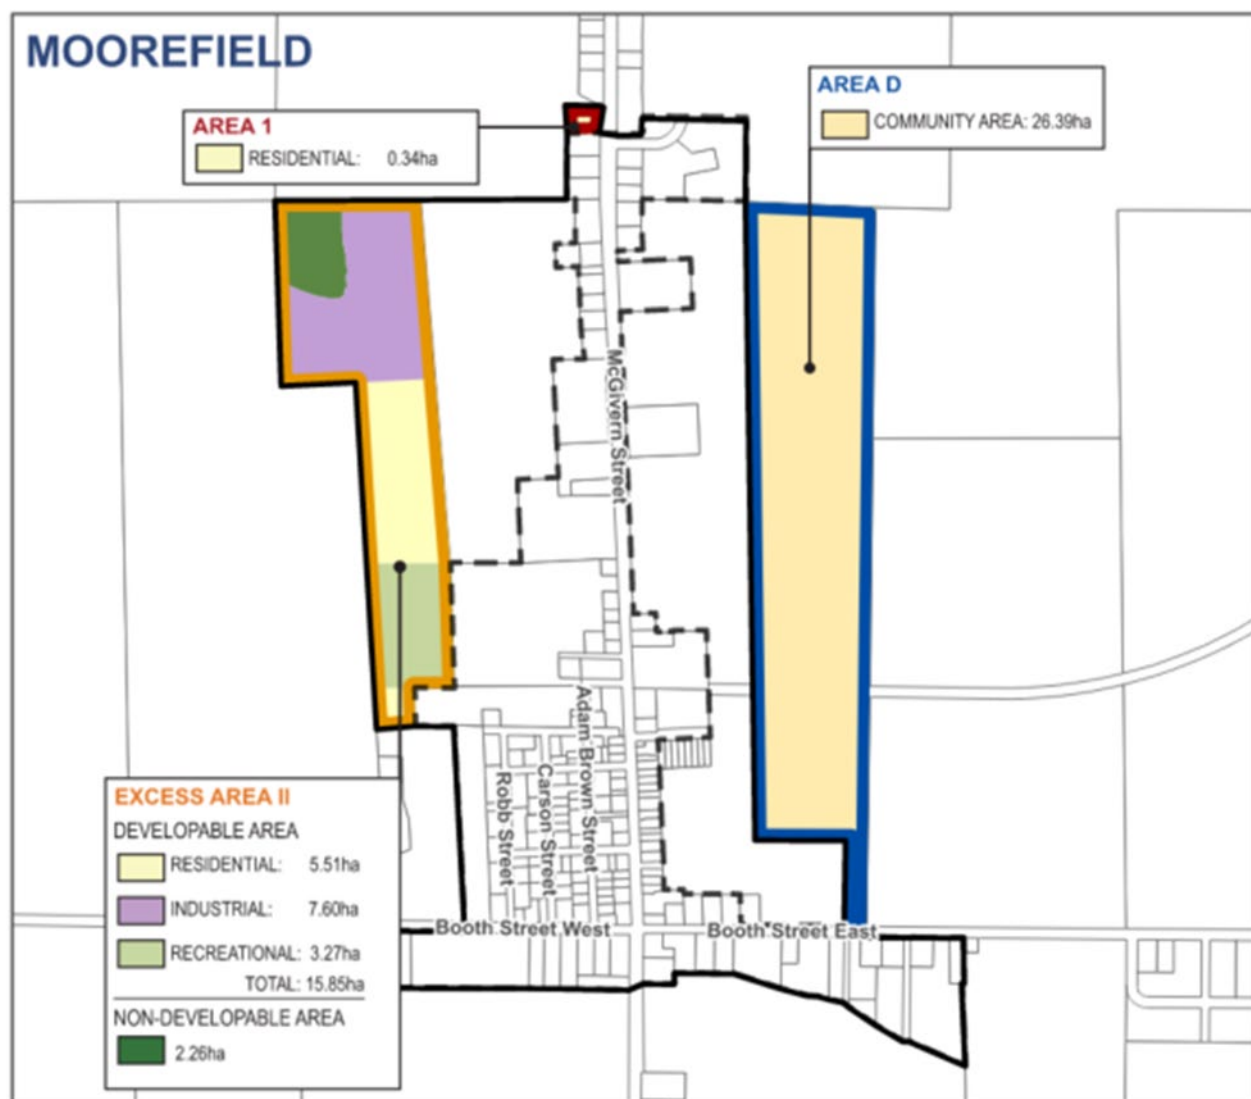 MOOREFIELD
AREA D
COMMUNITY AREA: 26.39ha
AREA 1
RESIDENTIAL: 0.34ha
McGivern Street
Adam Brown Street
Carson Street
Robb Street
EXCESS AREA II
DEVELOPABLE AREA
RESIDENTIAL: 5.51ha
INDUSTRIAL: 7.60ha
RECREATIONAL: 3.27ha
TOTAL: 15.85ha
NON-DEVELOPABLE AREA
2.26ha
Booth Street West
Booth Street East